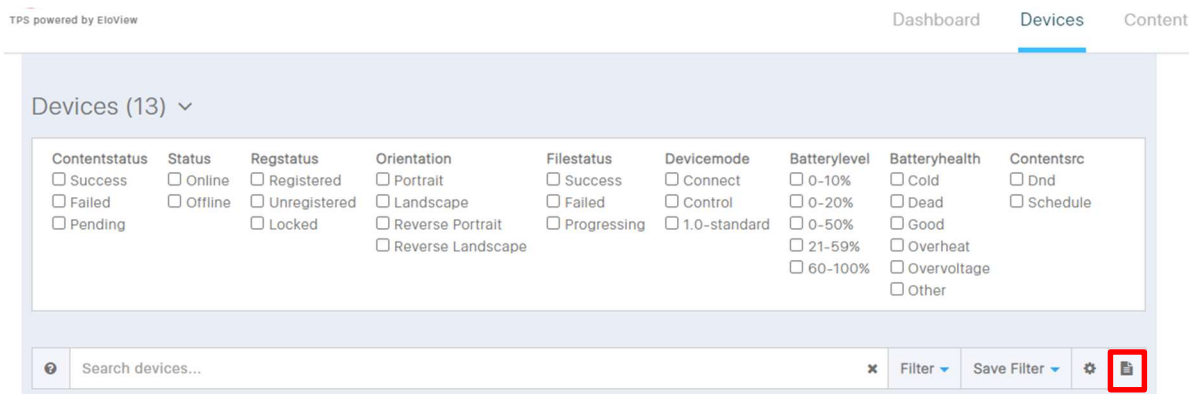 TPS powered by EloView
Dashboard Devices Content
Devices (13)
Contentstatus Status Regstatus Orientation Filestatus Devicemode Batterylevel Batteryhealth Contentsrc
Success Online Registered Portrait Success Connect 0-10% Cold Dnd
Failed Offline Unregistered Landscape Failed Control 0-20% Dead Schedule
Pending Locked Reverse Portrait Progressing 1.0-standard 0-50% Good
Reverse Landscape 21-59% Overheat
60-100% Overvoltage
Other
Search devices... Filter Save Filter